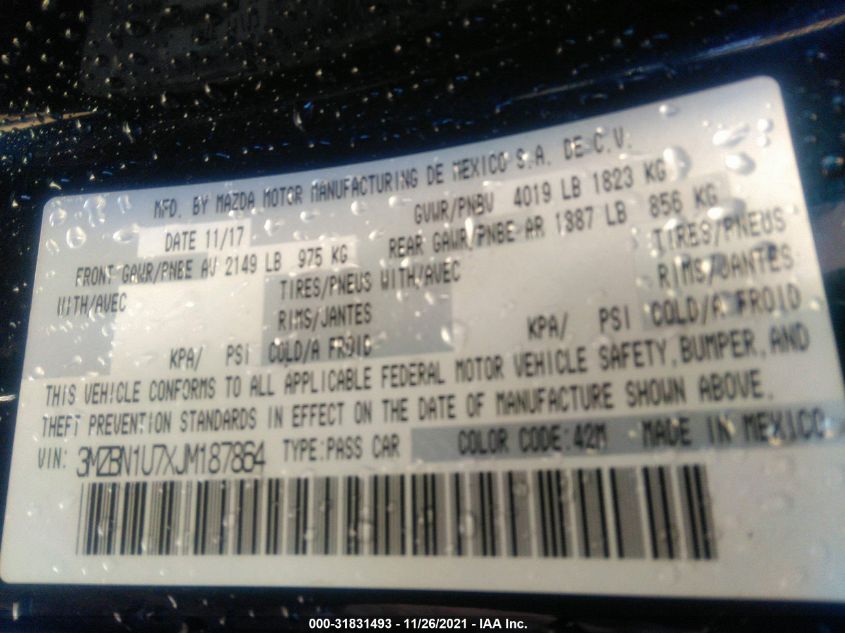 MFD. BY MAZDA MOTOR MANUFACTURING DE MEXICO S.A. DE C.V.
DATE 11/17 GVWR/PNBV 4019 LB 1823 KG
FRONT GAWR/PNBE AV 2149 LB 975 KG REAR GAWR/PNBE AR 1887 LB 856 KG
WITH/AVEC TIRES/PNEUS WITH/AVEC TIRES/PNEUS
RIMS/JANTES RIMS/JANTES
KPA/ PSI COLD/A FROID KPA/ PSI COLD/A FROID
THIS VEHICLE CONFORMS TO ALL APPLICABLE FEDERAL MOTOR VEHICLE SAFETY, BUMPER, AND
THEFT PREVENTION STANDARDS IN EFFECT ON THE DATE OF MANUFACTURE SHOWN ABOVE.
VIN: 3MZBN1U7XJM187864 TYPE:PASS CAR COLOR CODE:42M MADE IN MEXICO
000-31831493 - 11/26/2021 - IAA Inc.